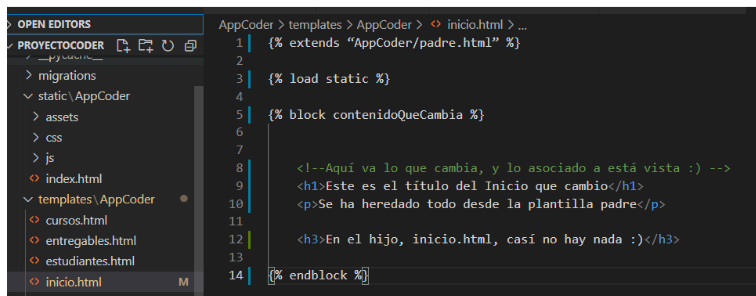 OPEN EDITORS
PROYECTOCODER
__pycache__
migrations
static\AppCoder
assets
css
js
index.html
templates\AppCoder
cursos.html
entregables.html
estudiantes.html
inicio.html M
AppCoder > templates > AppCoder > inicio.html > ...
1 {% extends “AppCoder/padre.html” %}
2
3 {% load static %}
4
5 {% block contenidoQueCambia %}
6
7
8 <!--Aquí va lo que cambia, y lo asociado a está vista :) -->
9 <h1>Este es el título del Inicio que cambio</h1>
10 <p>Se ha heredado todo desde la plantilla padre</p>
11
12 <h3>En el hijo, inicio.html, casí no hay nada :)</h3>
13
14 {% endblock %}